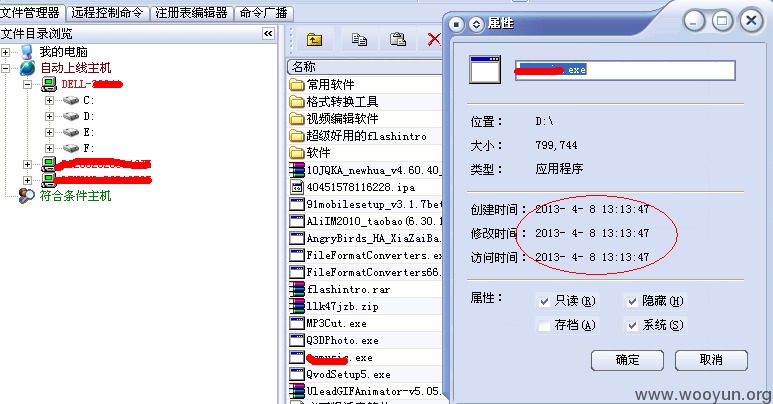 文件管理器 远程控制命令 注册表编辑器 命令广播
文件目录浏览
我的电脑
自动上线主机
DELL-
C:
D:
E:
F:
符合条件主机
名称
常用软件
格式转换工具
视频编辑软件
超级好用的flashintro
软件
10JQKA_newhua_v4.60.40_
40451578116228.ipa
91mobilesetup_v3.1.7bet
AliIM2010_taobao(6.30.1
AngryBirds_HA_XiaZaiBa.
FileFormatConverters.ex
FileFormatConverters66.
flashintro.rar
llk47jzb.zip
MP3Cut.exe
Q3DPhoto.exe
.exe
QvodSetup5.exe
UleadGIFAnimator-v5.05.
属性
.exe
位置： D:\
大小： 799,744
类型： 应用程序
创建时间： 2013- 4- 8 13:13:47
修改时间： 2013- 4- 8 13:13:47
访问时间： 2013- 4- 8 13:13:47
属性： 只读(R) 隐藏(H)
存档(A) 系统(S)
确定 取消
www.wooyun.org